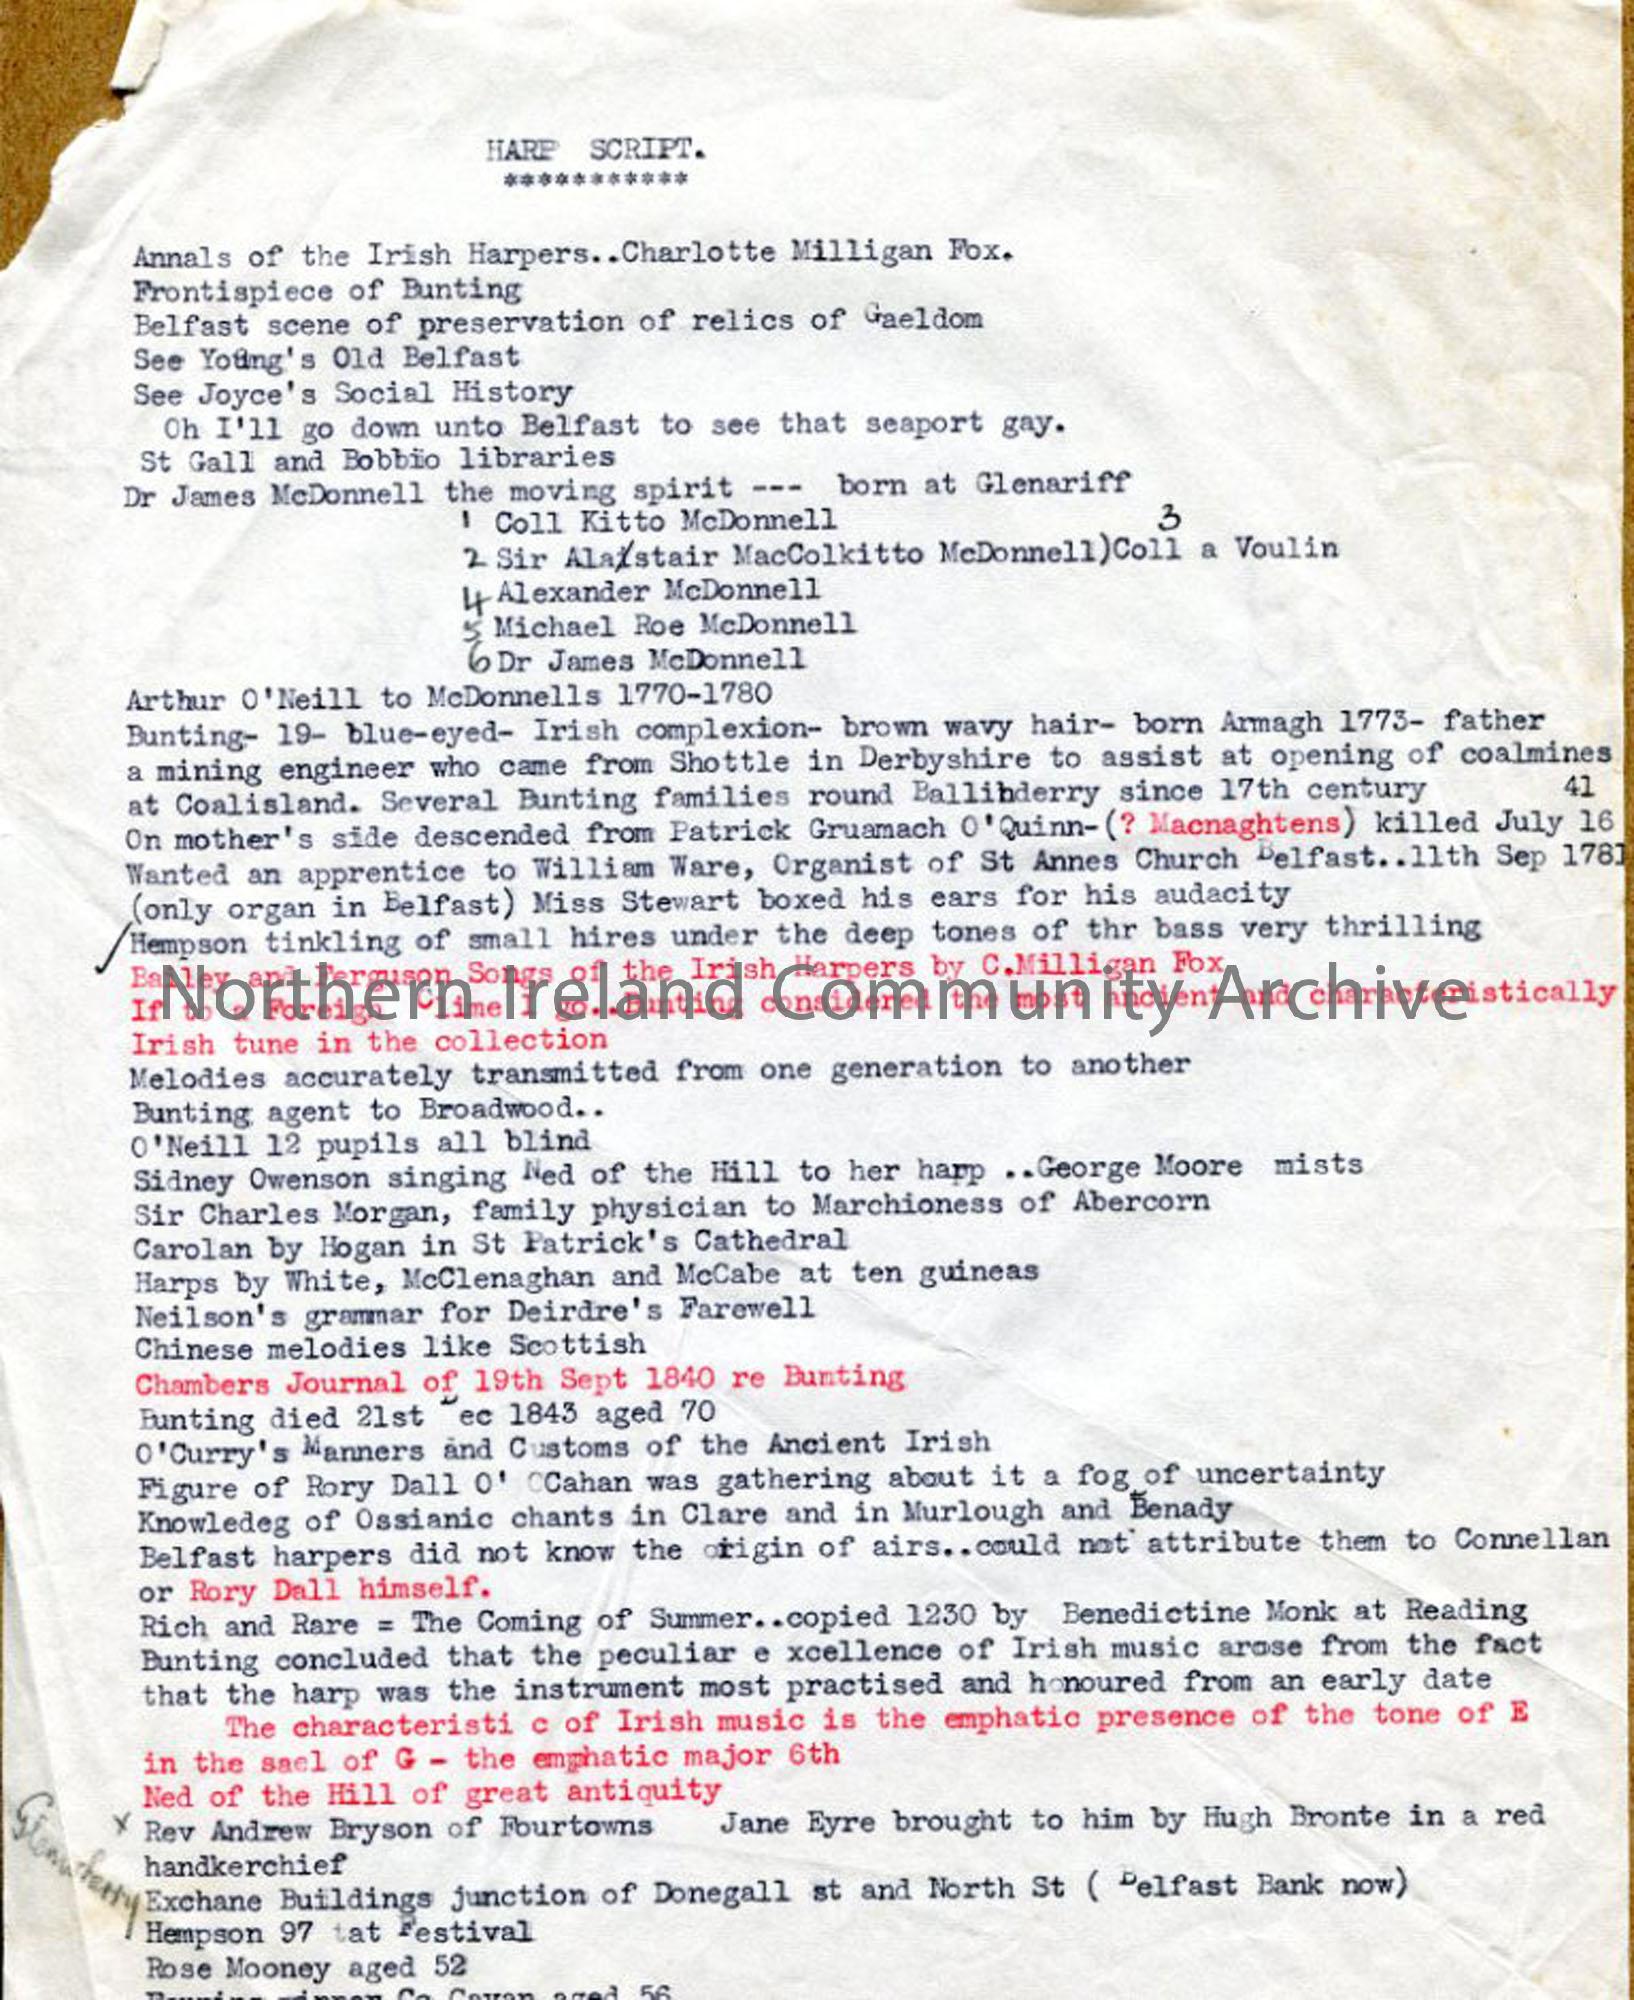 HARP SCRIPT.
***********
Annals of the Irish Harpers..Charlotte Milligan Fox.
Frontispiece of Bunting
Belfast scene of preservation of relics of Gaeldom
See Young's Old Belfast
See Joyce's Social History
Oh I'll go down unto Belfast to see that seaport gay.
St Gall and Bobbio libraries
Dr James McDonnell the moving spirit --- born at Glenariff
1 Coll Kitto McDonnell 3
2 Sir Ala/stair MacColkitto McDonnell)Coll a Voulin
4 Alexander McDonnell
5 Michael Roe McDonnell
6 Dr James McDonnell
Arthur O'Neill to McDonnells 1770-1780
Bunting- 19- blue-eyed- Irish complexion- brown wavy hair- born Armagh 1773- father
a mining engineer who came from Shottle in Derbyshire to assist at opening of coalmines
at Coalisland. Several Bunting families round Ballinderry since 17th century 41
On mother's side descended from Patrick Gruamach O'Quinn-(? Macnaghtens) killed July 16
Wanted an apprentice to William Ware, Organist of St Annes Church Belfast..11th Sep 1781
(only organ in Belfast) Miss Stewart boxed his ears for his audacity
/Hempson tinkling of small hires under the deep tones of thr bass very thrilling
Bailey and Ferguson Songs of the Irish Harpers by C.Milligan Fox
If to a Foreign Clime I go..Bunting considered the most ancient and characteristically
Northern Ireland Community Archive
Irish tune in the collection
Melodies accurately transmitted from one generation to another
Bunting agent to Broadwood..
O'Neill 12 pupils all blind
Sidney Owenson singing Ned of the Hill to her harp ..George Moore mists
Sir Charles Morgan, family physician to Marchioness of Abercorn
Carolan by Hogan in St Patrick's Cathedral
Harps by White, McClenaghan and McCabe at ten guineas
Neilson's grammar for Deirdre's Farewell
Chinese melodies like Scottish
Chambers Journal of 19th Sept 1840 re Bunting
Bunting died 21st Dec 1843 aged 70
O'Curry's Manners and Customs of the Ancient Irish
Figure of Rory Dall O' CCahan was gathering about it a fog of uncertainty
Knowledeg of Ossianic chants in Clare and in Murlough and Benady
Belfast harpers did not know the origin of airs..could not attribute them to Connellan
or Rory Dall himself.
Rich and Rare = The Coming of Summer..copied 1230 by Benedictine Monk at Reading
Bunting concluded that the peculiar e xcellence of Irish music arose from the fact
that the harp was the instrument most practised and honoured from an early date
The characteristi c of Irish music is the emphatic presence of the tone of E
in the sael of G - the emphatic major 6th
Ned of the Hill of great antiquity
x Rev Andrew Bryson of Fourtowns Jane Eyre brought to him by Hugh Bronte in a red
handkerchief
Exchane Buildings junction of Donegall st and North St ( Belfast Bank now)
Hempson 97 tat Festival
Rose Mooney aged 52
Co Cavan aged 56